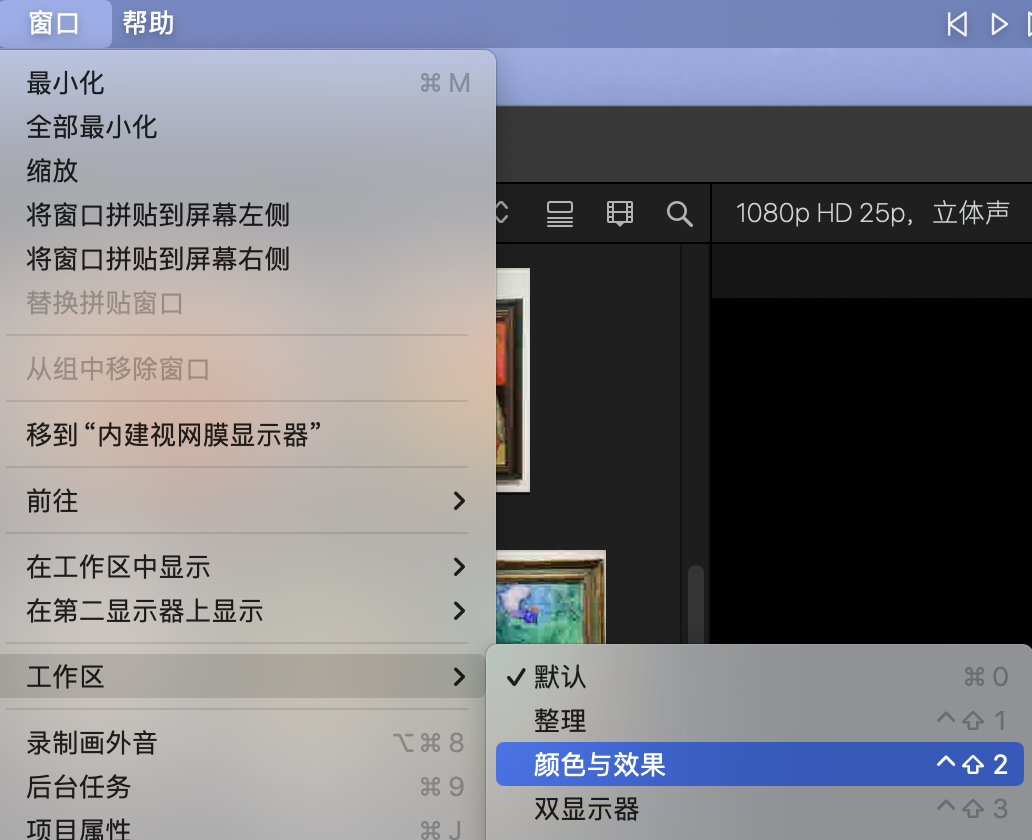 窗口 帮助
最小化 ⌘ M
全部最小化
缩放
将窗口拼贴到屏幕左侧
1080p HD 25p, 立体声
将窗口拼贴到屏幕右侧
替换拼贴窗口
从组中移除窗口
移到“内建视网膜显示器”
前往
在工作区中显示
在第二显示器上显示
工作区
默认 ⌘ 0
整理 ^ ⇧ 1
颜色与效果 ^ ⇧ 2
双显示器 ^ ⇧ 3
录制画外音 ⌥ ⌘ 8
后台任务 ⌘ 9
项目属性 ⌘ J